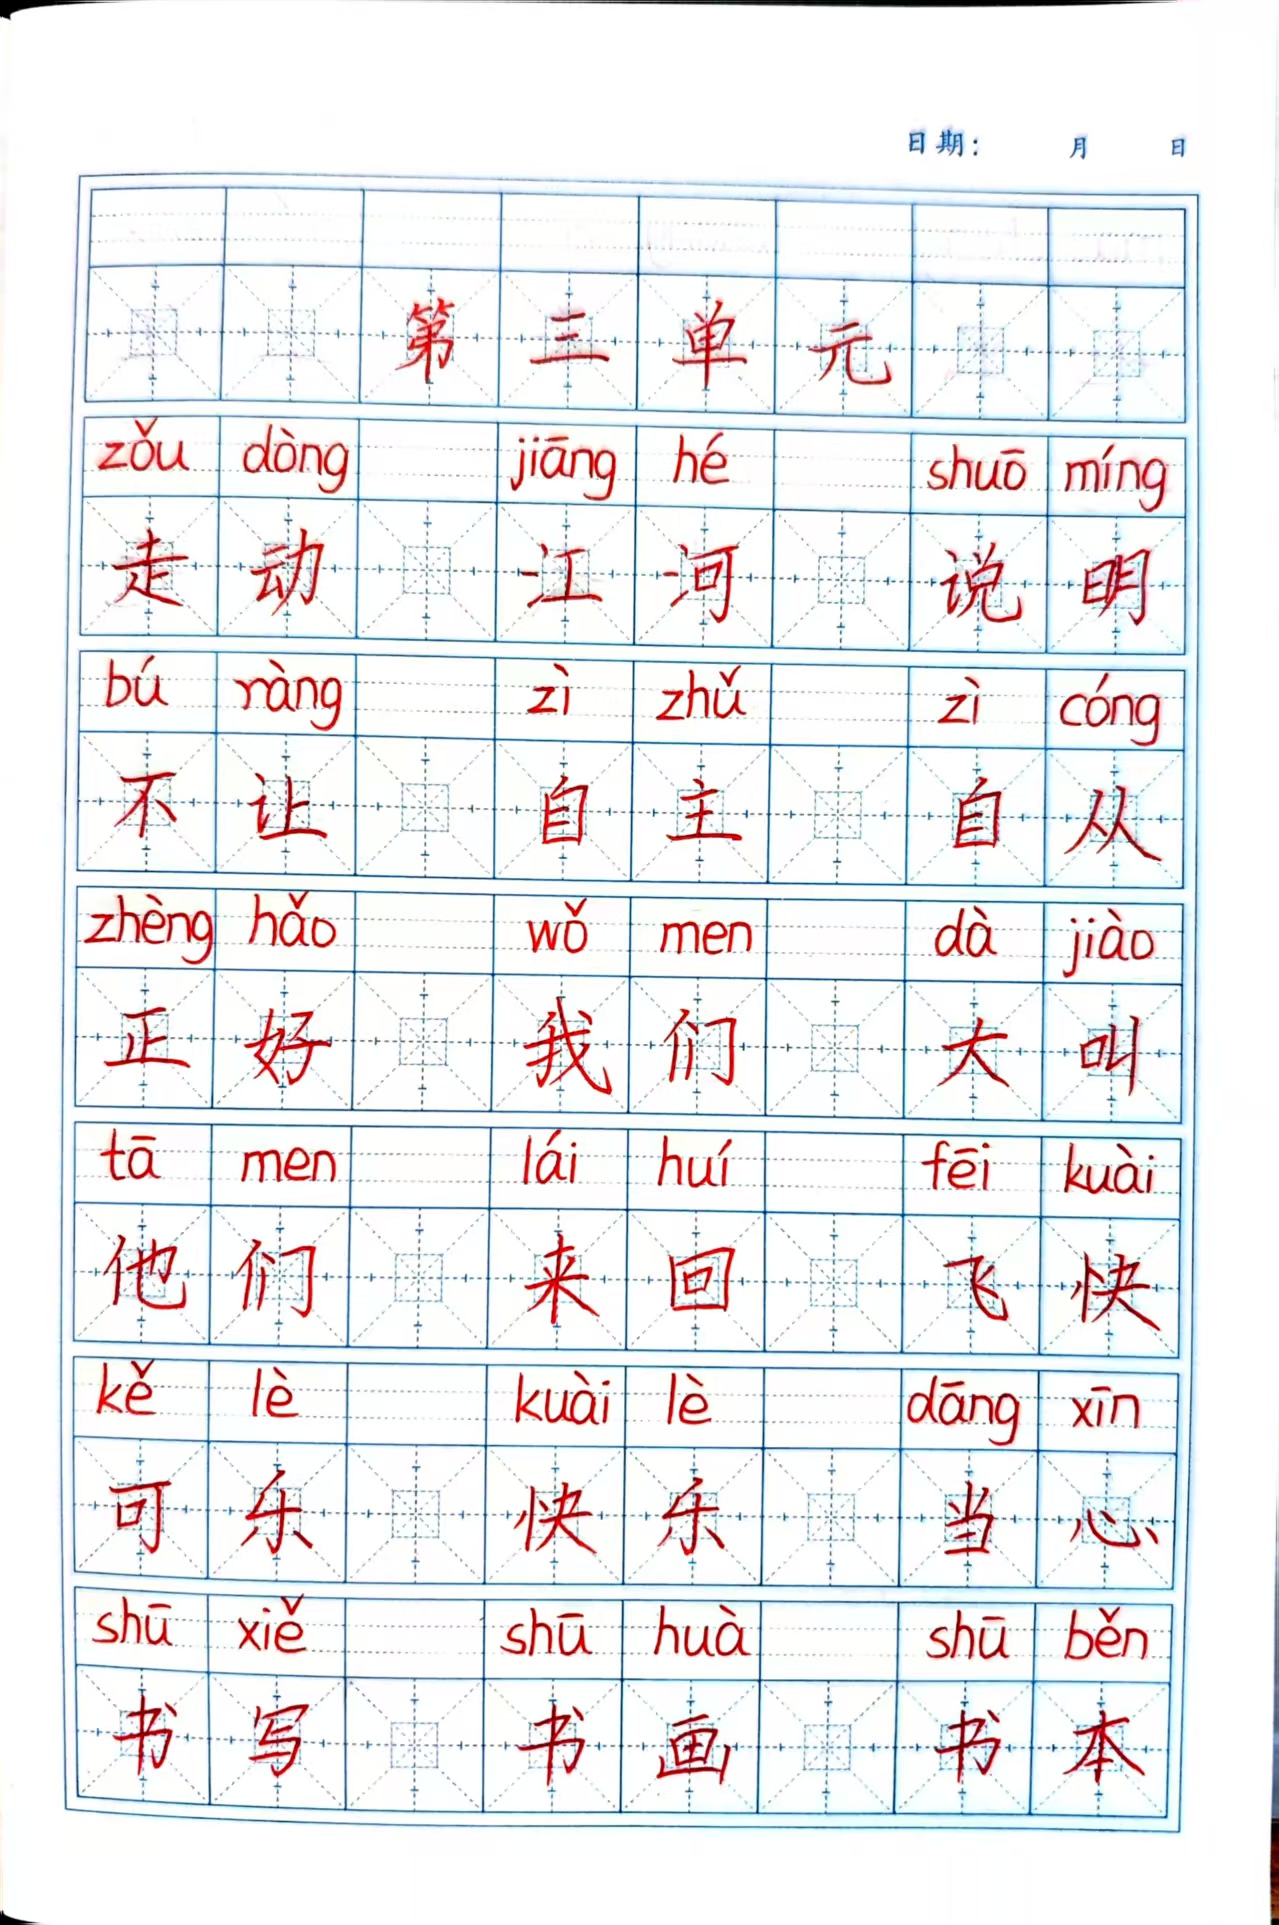 日期： 月 日
第三单元
zǒu dòng jiāng hé shuō míng
走动 江河 说明
bú ràng zì zhǔ zì cóng
不让 自主 自从
zhèng hǎo wǒ men dà jiào
正好 我们 大叫
tā men lái huí fēi kuài
他们 来回 飞快
kě lè kuài lè dāng xīn
可乐 快乐 当心
shū xiě shū huà shū běn
书写 书画 书本